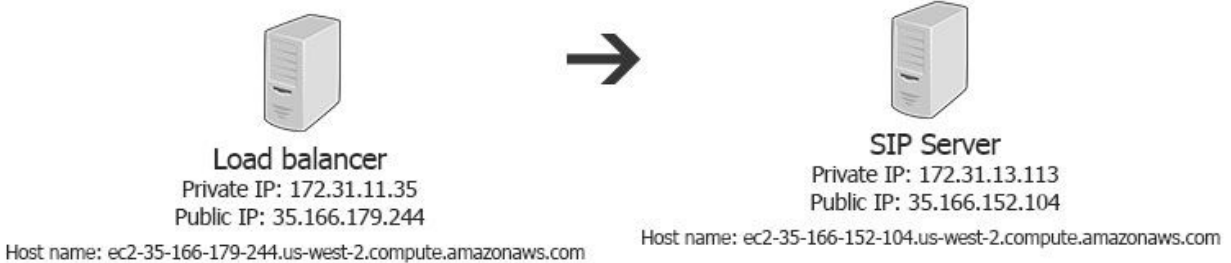 Load balancer
Private IP: 172.31.11.35
Public IP: 35.166.179.244
Host name: ec2-35-166-179-244.us-west-2.compute.amazonaws.com
SIP Server
Private IP: 172.31.13.113
Public IP: 35.166.152.104
Host name: ec2-35-166-152-104.us-west-2.compute.amazonaws.com